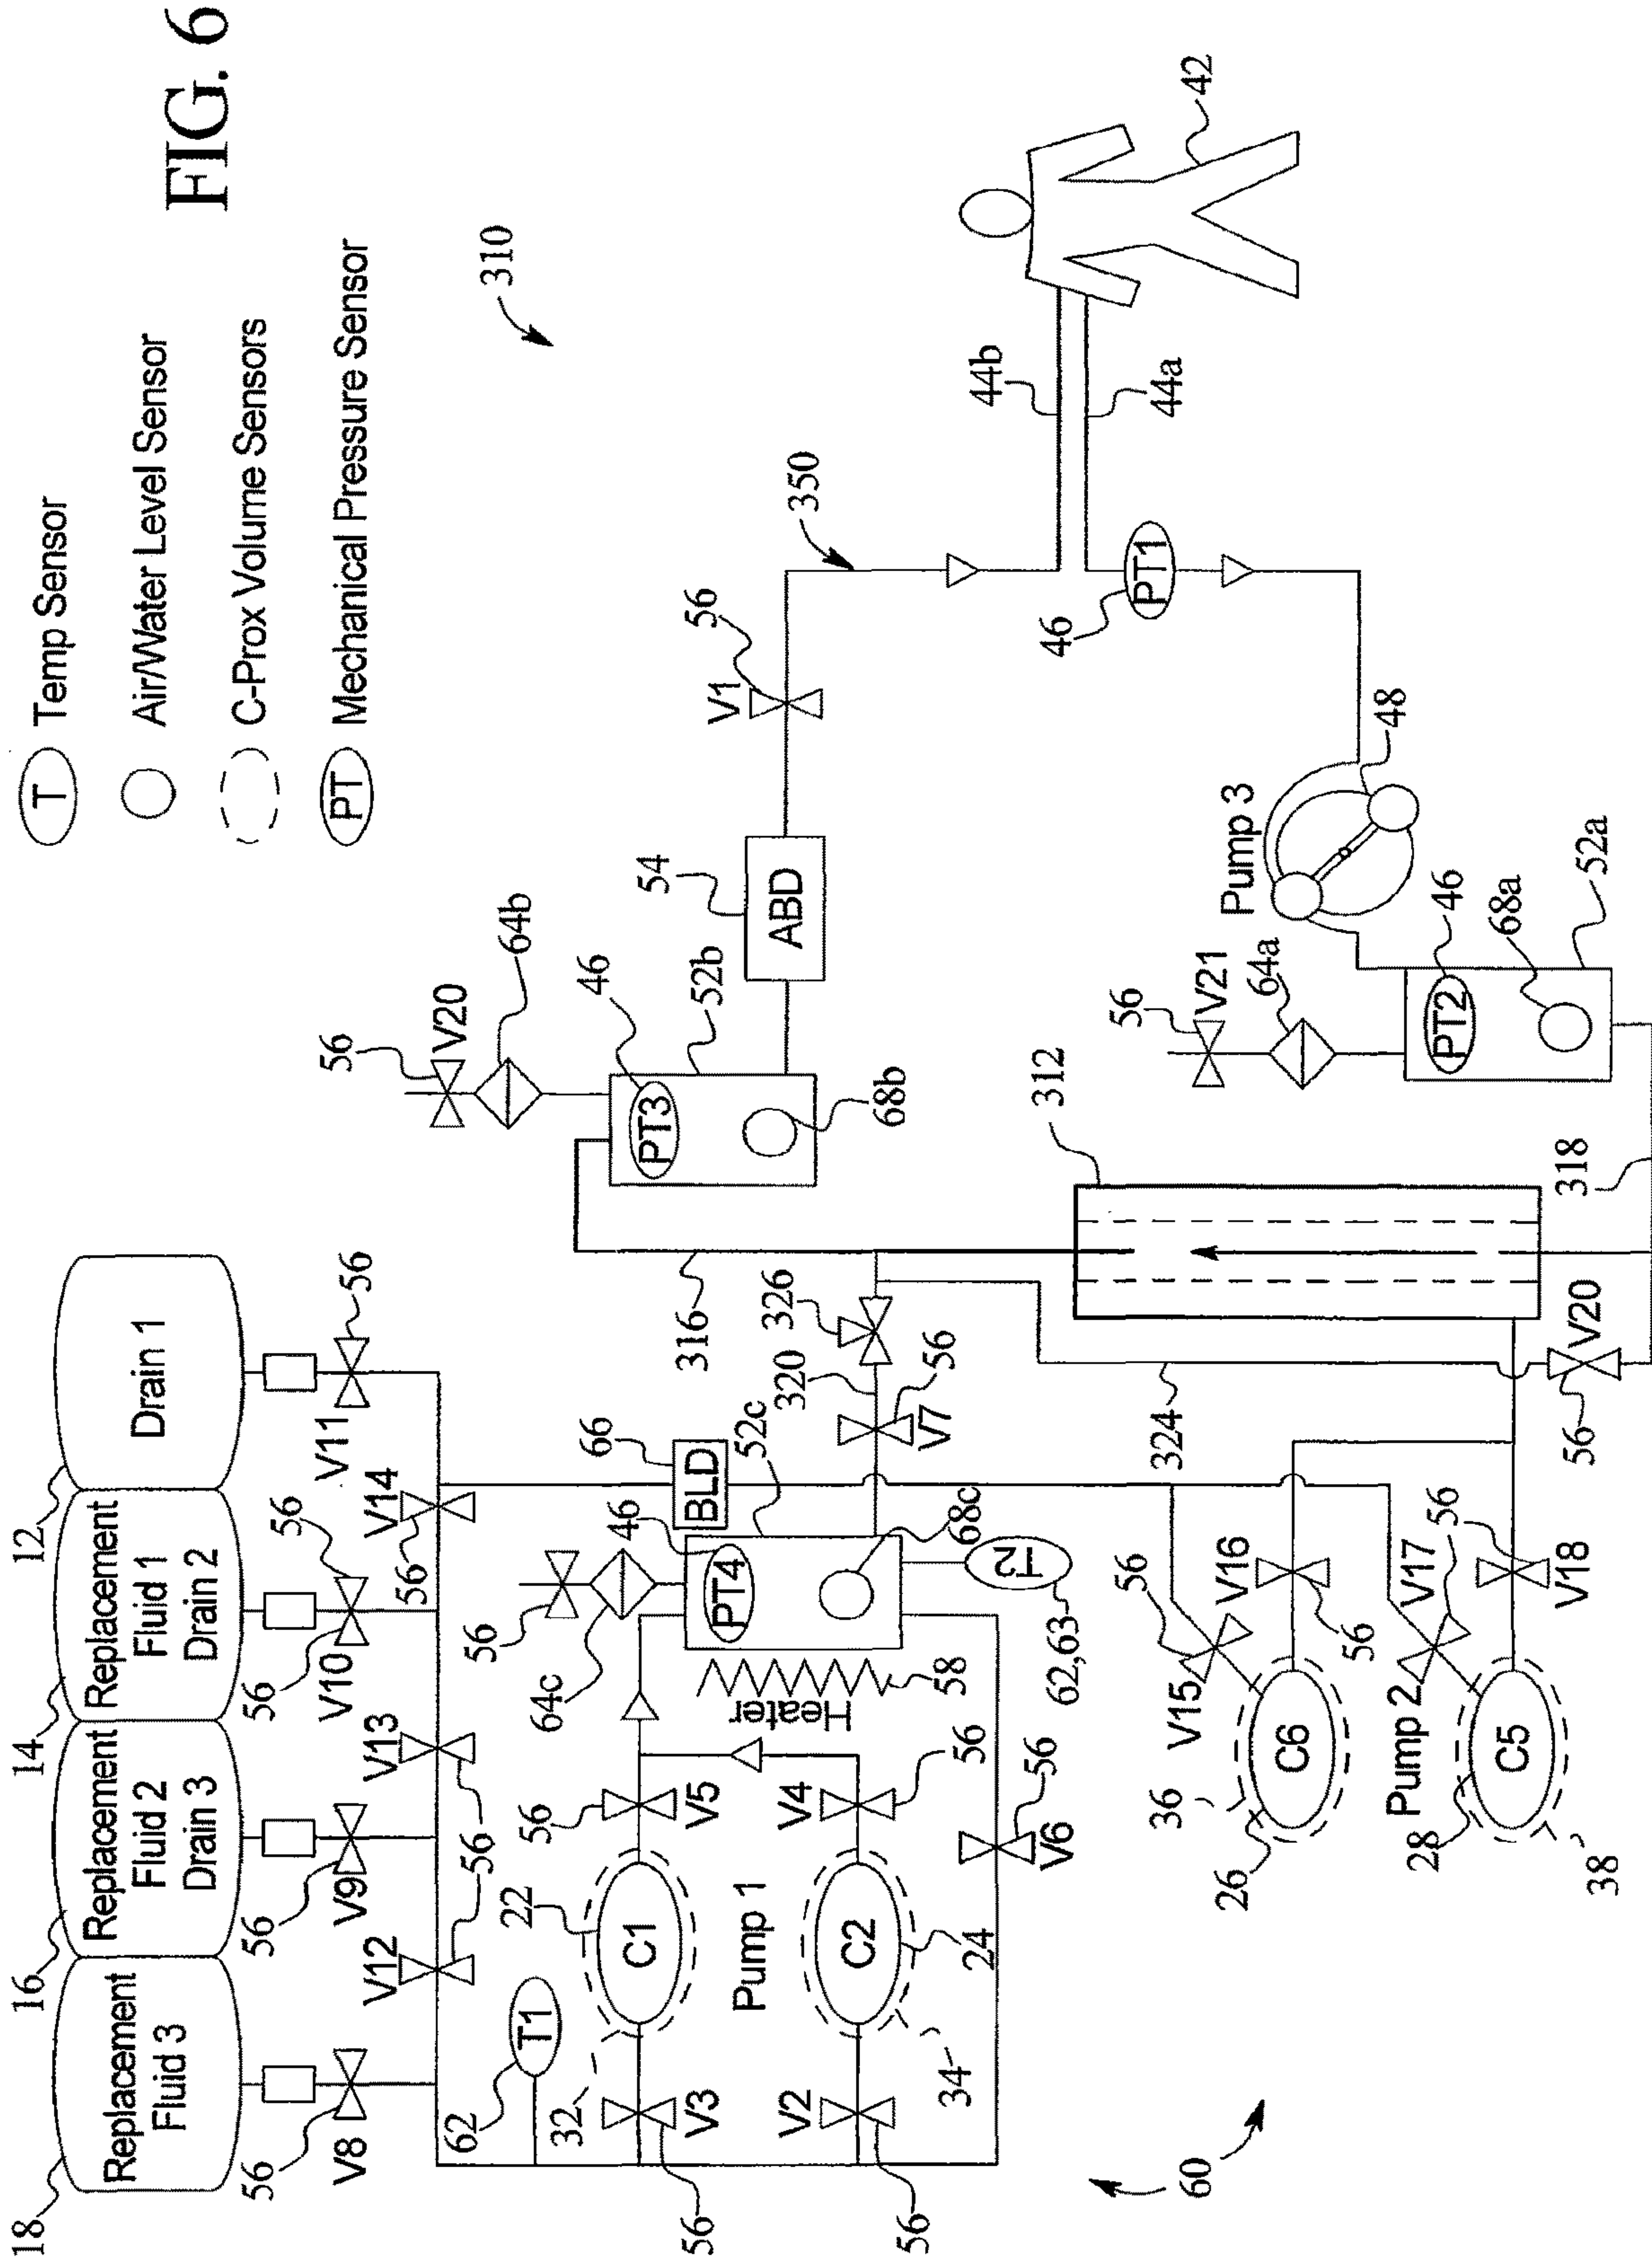 FIG. 6
T Temp Sensor
Air/Water Level Sensor
C-Prox Volume Sensors
PT Mechanical Pressure Sensor
310
18
16
14
12
Replacement
Fluid 3
Replacement
Fluid 2
Drain 3
Replacement
Fluid 1
Drain 2
Drain 1
56
V8
56
V9
56
V10
56
V11
56
V12
56
V13
56
V14
56
62
T1
56
64c
46
PT4
66
BLD
52c
68c
Heater
58
T2
62,63
32
22
C1
V3
56
56
V5
Pump 1
C2
24
34
V2
56
V4
56
V6
56
60
56
V20
64b
46
PT3
52b
68b
54
ABD
V1
56
350
44b
44a
42
46
PT1
316
326
320
V7
56
324
312
318
V20
56
56
V21
64a
PT2
46
68a
52a
Pump 3
48
V15
56
V16
56
36
C6
26
Pump 2
V17
56
V18
28
C5
38